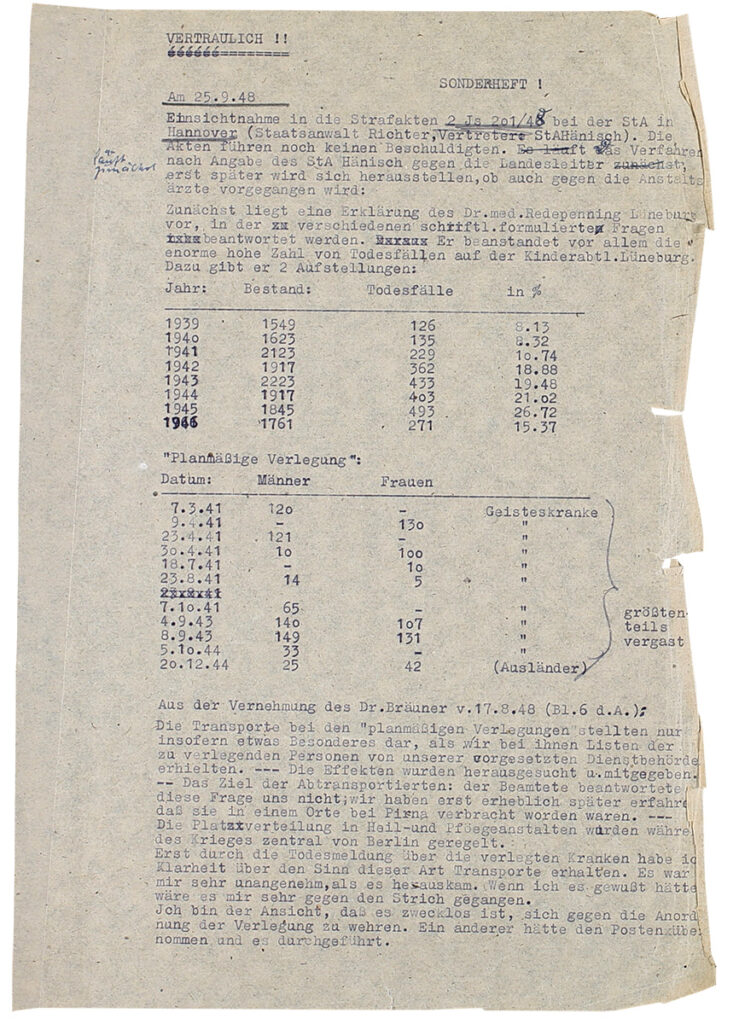 VERTRAULICH !!
SONDERHEFT !
Am 25.9.48
Einsichtnahme in die Strafakten 2 Js 2o1/48 bei der StA in
Hannover (Staatsanwalt Richter,Vertreter: StAHänisch). Die
Akten führen noch keinen Beschuldigten. Es läuft das Verfahren
läuft
zunächst
nach Angabe des StA Hänisch gegen die Landesleiter zunächst,
erst später wird sich herausstellen,ob auch gegen die Anstalts
ärzte vorgegangen wird:
Zunächst liegt eine Erklärung des Dr.med.Redepenning Lüneburg
vor, in der xx verschiedenen schriftl.formulierten Fragen
beantwortet werden. Er beanstandet vor allem die
enorme hohe Zahl von Todesfällen auf der Kinderabtl.Lüneburg.
Dazu gibt er 2 Aufstellungen:
Jahr: Bestand: Todesfälle in %
1939 1549 126 8.13
194o 1623 135 8.32
1941 2123 229 1o.74
1942 1917 362 18.88
1943 2223 433 19.48
1944 1917 4o3 21.o2
1945 1845 493 26.72
1946 1761 271 15.37
"Planmäßige Verlegung":
Datum: Männer Frauen
7.3.41 12o - Geisteskranke
9.4.41 - 13o "
23.4.41 121 - "
3o.4.41 1o 1oo "
18.7.41 - 1o "
23.8.41 14 5 "
7.1o.41 65 - "
4.9.43 14o 1o7 "
8.9.43 149 131 "
5.1o.44 33 - "
2o.12.44 25 42 (Ausländer)
größten-
teils
vergast
Aus der Vernehmung des Dr.Bräuner v.17.8.48 (Bl.6 d.A.):
Die Transporte bei den "planmäßigen Verlegungen"stellten nur
insofern etwas Besonderes dar, als wir bei ihnen Listen der
zu verlegenden Personen von unserer vorgesetzten Dienstbehörde
erhielten. --- Die Effekten wurden herausgesucht u.mitgegeben.
-- Das Ziel der Abtransportierten: der Beamtete beantwortete
diese Frage uns nicht;wir haben erst erheblich später erfahre
daß sie in einem Orte bei Pirna verbracht worden waren. ---
Die Platzverteilung in Heil-und Pföegeanstalten wurden währe
des Krieges zentral von Berlin geregelt.
Erst durch die Todesmeldung über die verlegten Kranken habe ic
Klarheit über den Sinn dieser Art Transporte erhalten. Es war
mir sehr unangenehm,als es herauskam. Wenn ich es gewußt hätte
wäre es mir sehr gegen den Strich gegangen.
Jch bin der Ansicht, daß es zwecklos ist, sich gegen die Anord
nung der Verlegung zu wehren. Ein anderer hätte den Postenübe
nommen und es durchgeführt.